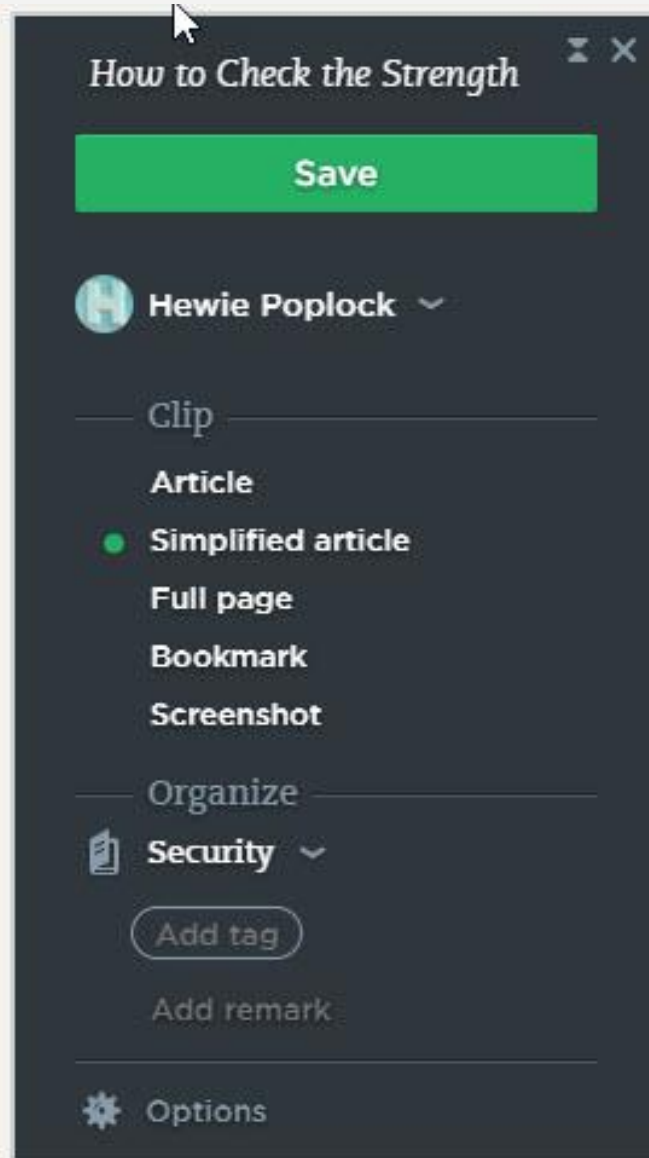 How to Check the Strength
Save
Hewie Poplock
Clip
Article
Simplified article
Full page
Bookmark
Screenshot
Organize
Security
Add tag
Add remark
Options